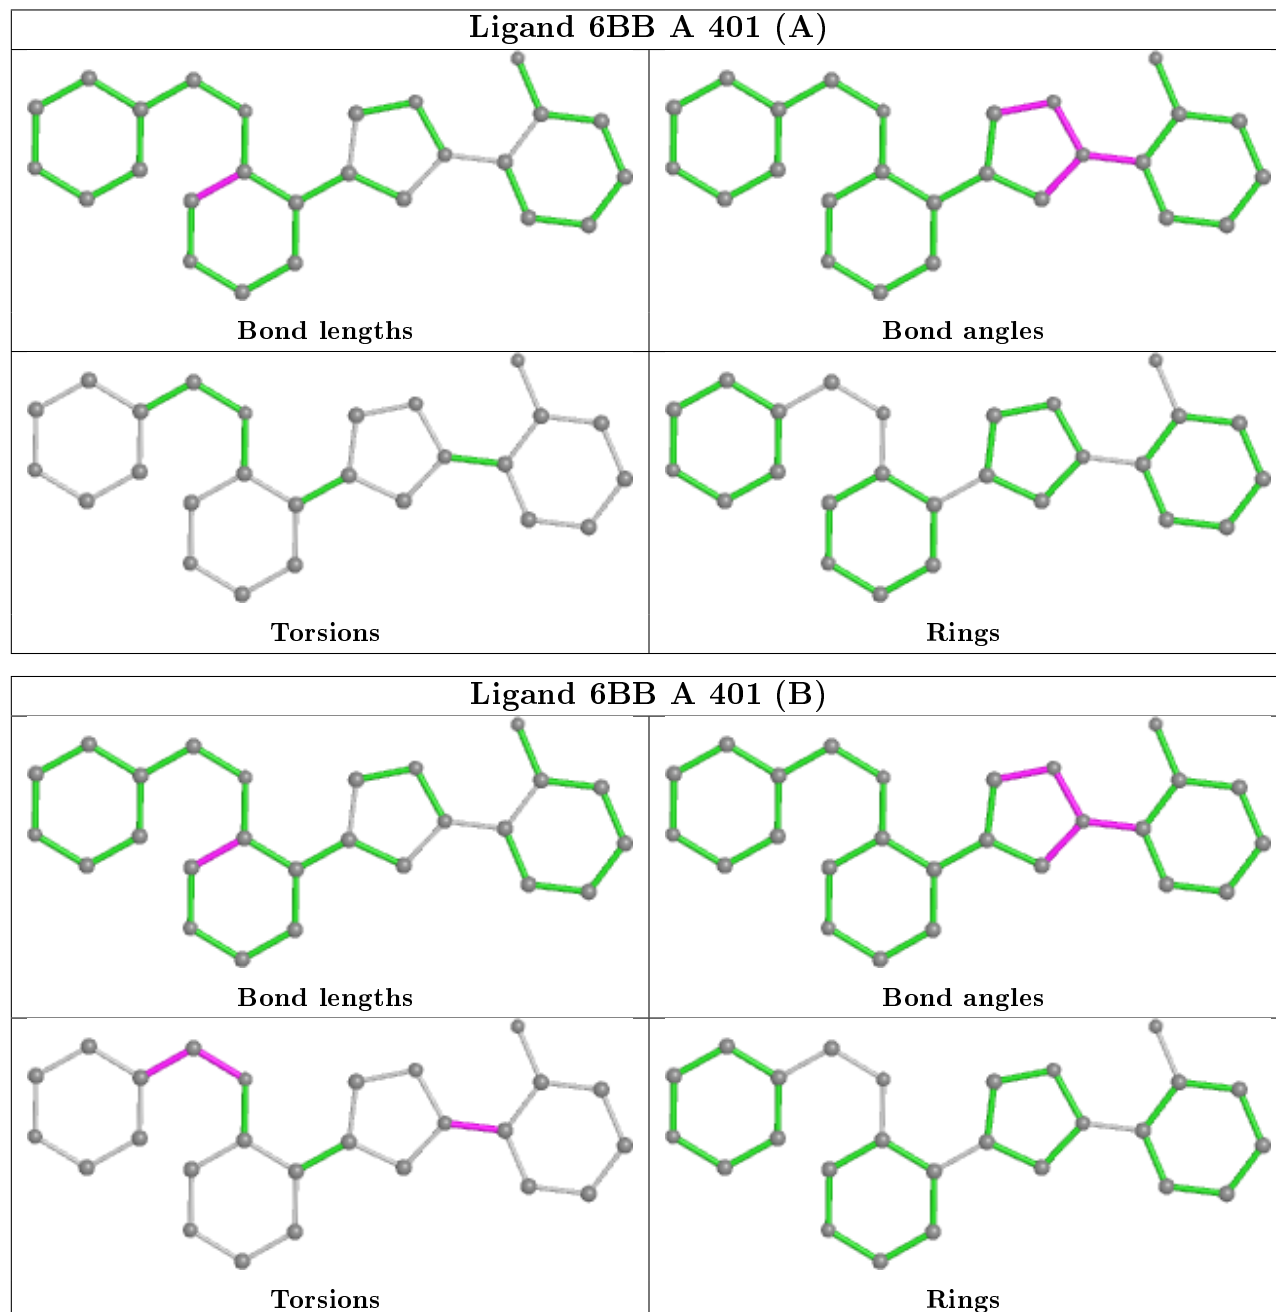 Ligand 6BB A 401 (A)
Bond lengths
Bond angles
Torsions
Rings
Ligand 6BB A 401 (B)
Bond lengths
Bond angles
Torsions
Rings